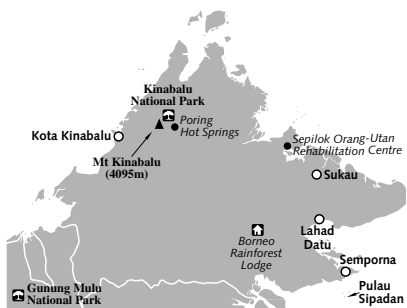 Kinabalu
National Park
Poring
Hot Springs
Kota Kinabalu
Mt Kinabalu
(4095m)
Sepilok Orang-Utan
Rehabilitation Centre
Sukau
Borneo
Rainforest
Lodge
Lahad
Datu
Semporna
Pulau
Sipadan
Gunung Mulu
National Park